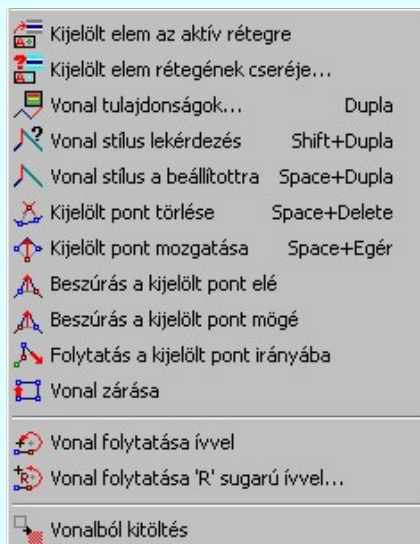 Kijelölt elem az aktív rétegre
Kijelölt elem rétegének cseréje...
Vonal tulajdonságok... Dupla
Vonal stílus lekérdezés Shift+Dupla
Vonal stílus a beállítottra Space+Dupla
Kijelölt pont törlése Space+Delete
Kijelölt pont mozgatása Space+Egér
Beszúrás a kijelölt pont elé
Beszúrás a kijelölt pont mögé
Folytatás a kijelölt pont irányába
Vonal zárása
Vonal folytatása ívvel
Vonal folytatása 'R' sugarú ívvel...
Vonalból kitöltés